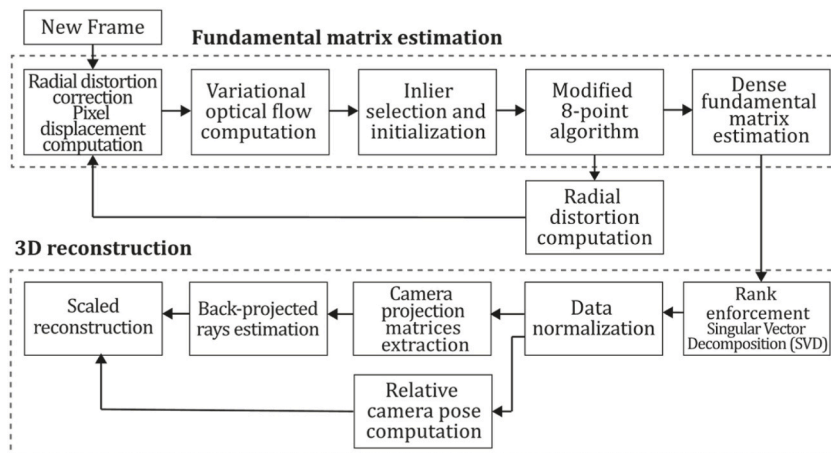 New Frame
Fundamental matrix estimation
Radial distortion
correction
Pixel
displacement
computation
Variational
optical flow
computation
Inlier
selection and
initialization
Modified
8-point
algorithm
Dense
fundamental
matrix
estimation
Radial
distortion
computation
3D reconstruction
Scaled
reconstruction
Back-projected
rays estimation
Camera
projection
matrices
extraction
Data
normalization
Rank
enforcement
Singular Vector
Decomposition (SVD)
Relative
camera pose
computation